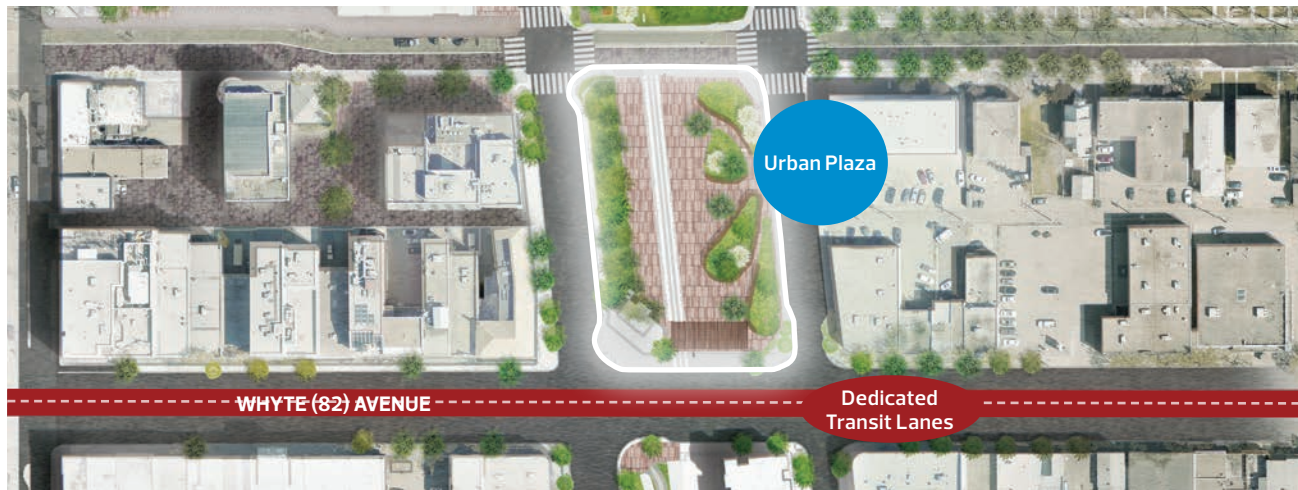 Urban Plaza
WHYTE (82) AVENUE
Dedicated
Transit Lanes